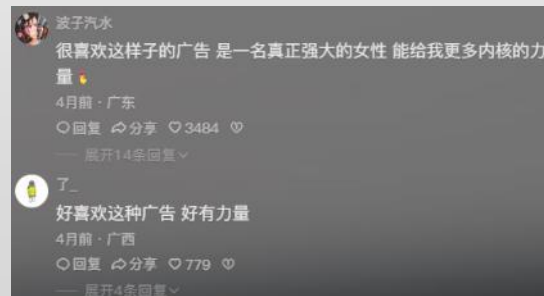 波子汽水
很喜欢这样子的广告 是一名真正强大的女性 能给我更多内核的力
量
4月前 · 广东
回复 分享 3484
展开14条回复
了_
好喜欢这种广告 好有力量
4月前 · 广西
回复 分享 779
展开4条回复